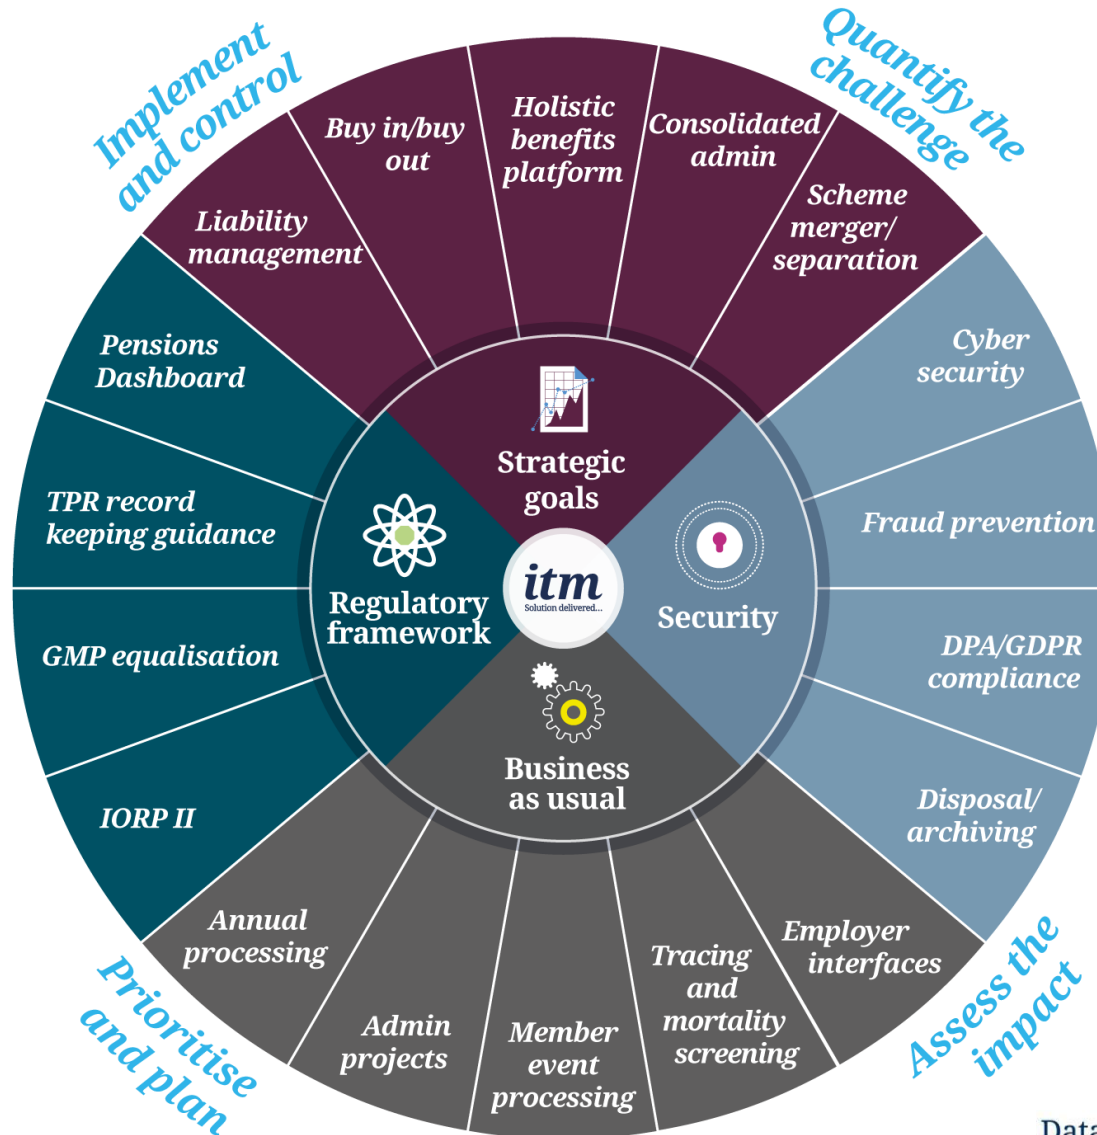 Implement
and control
Quantify the
challenge
Liability
management
Buy in/buy
out
Holistic
benefits
platform
Consolidated
admin
Scheme
merger/
separation
Pensions
Dashboard
TPR record
keeping guidance
GMP equalisation
IORP II
Cyber
security
Fraud prevention
DPA/GDPR
compliance
Disposal/
archiving
Strategic
goals
Regulatory
framework
itm
Solution delivered...
Security
Business
as usual
Annual
processing
Admin
projects
Member
event
processing
Tracing
and
mortality
screening
Employer
interfaces
Prioritise
and plan
Assess the
impact
Data